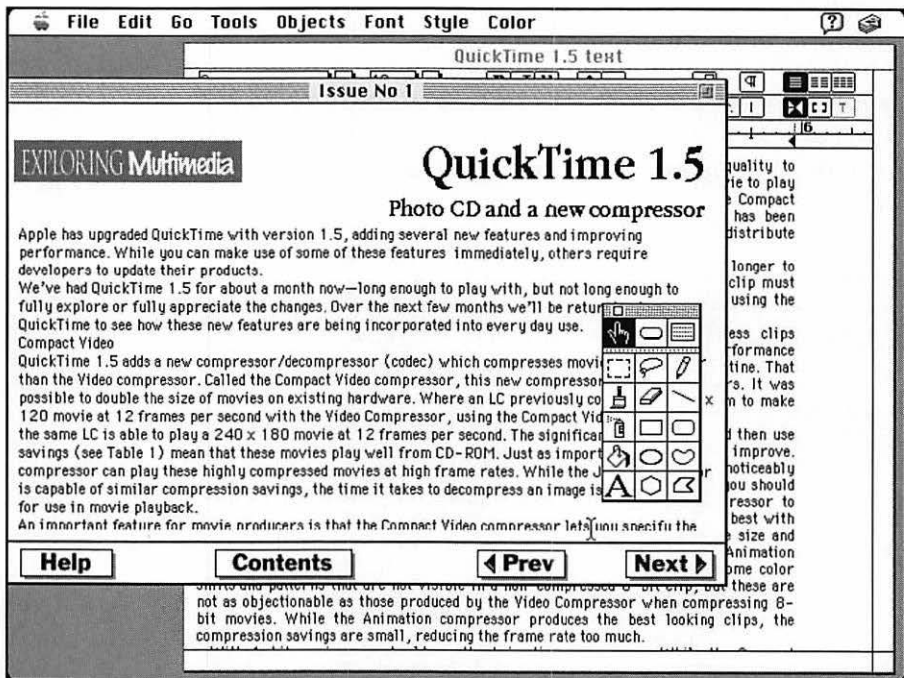 File Edit Go Tools Objects Font Style Color
QuickTime 1.5 text
Issue No 1
6
EXPLORING Multimedia
QuickTime 1.5
Photo CD and a new compressor
Apple has upgraded QuickTime with version 1.5, adding several new features and improving
performance. While you can make use of some of these features immediately, others require
developers to update their products.
We've had QuickTime 1.5 for about a month now—long enough to play with, but not long enough to
fully explore or fully appreciate the changes. Over the next few months we'll be
QuickTime to see how these new features are being incorporated into every day use.
Compact Video
QuickTime 1.5 adds a new compressor/decompressor (codec) which compresses
than the Video compressor. Called the Compact Video compressor, this new compressor
possible to double the size of movies on existing hardware. Where an LC previously x
120 movie at 12 frames per second with the Video Compressor, using the Compact
the same LC is able to play a 240 x 180 movie at 12 frames per second. The
savings (see Table 1) mean that these movies play well from CD-ROM. Just as
compressor can play these highly compressed movies at high frame rates. While the
is capable of similar compression savings, the time it takes to decompress an image is
for use in movie playback.
An important feature for movie producers is that the Compact Video compressor lets you specify the
A
Help Contents Prev Next
quality to
to play
Compact
has been
distribute
longer to
clip must
using the
clips
That
It was
to make
then use
improve.
noticeably
you should
to
best with
size and
Animation
color
these are
not as objectionable as those produced by the Video Compressor when compressing 8-
bit movies. While the Animation compressor produces the best looking clips, the
compression savings are small, reducing the frame rate too much.